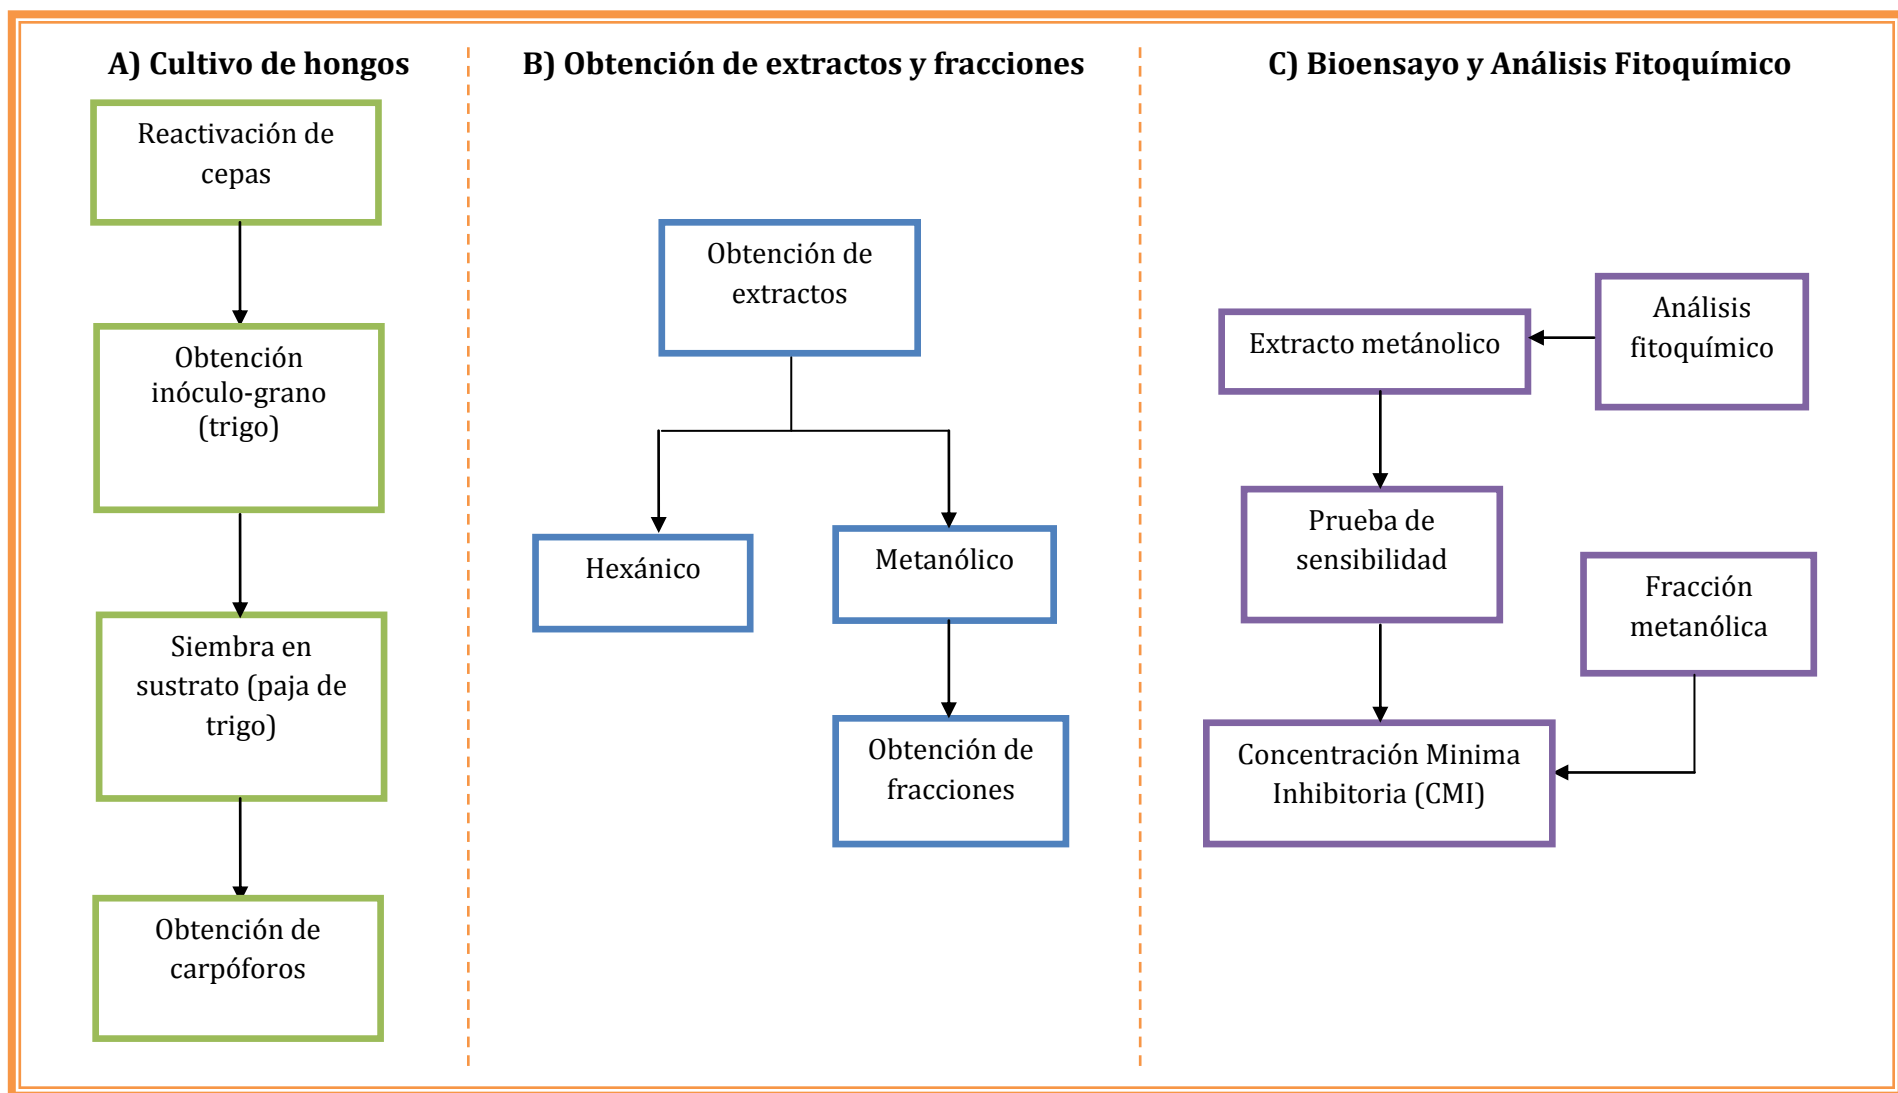 A) Cultivo de hongos
Reactivación de
cepas
Obtención
inóculo-grano
(trigo)
Siembra en
sustrato (paja de
trigo)
Obtención de
carpóforos
B) Obtención de extractos y fracciones
Obtención de
extractos
Hexánico
Metanólico
Obtención de
fracciones
C) Bioensayo y Análisis Fitoquímico
Extracto metánolico
Análisis
fitoquímico
Prueba de
sensibilidad
Fracción
metanólica
Concentración Minima
Inhibitoria (CMI)